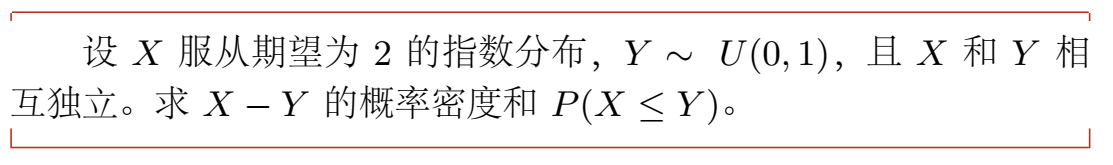 设 X 服从期望为 2 的指数分布，Y ∼ U(0, 1)，且 X 和 Y 相
互独立。求 X − Y 的概率密度和 P(X ≤ Y)。